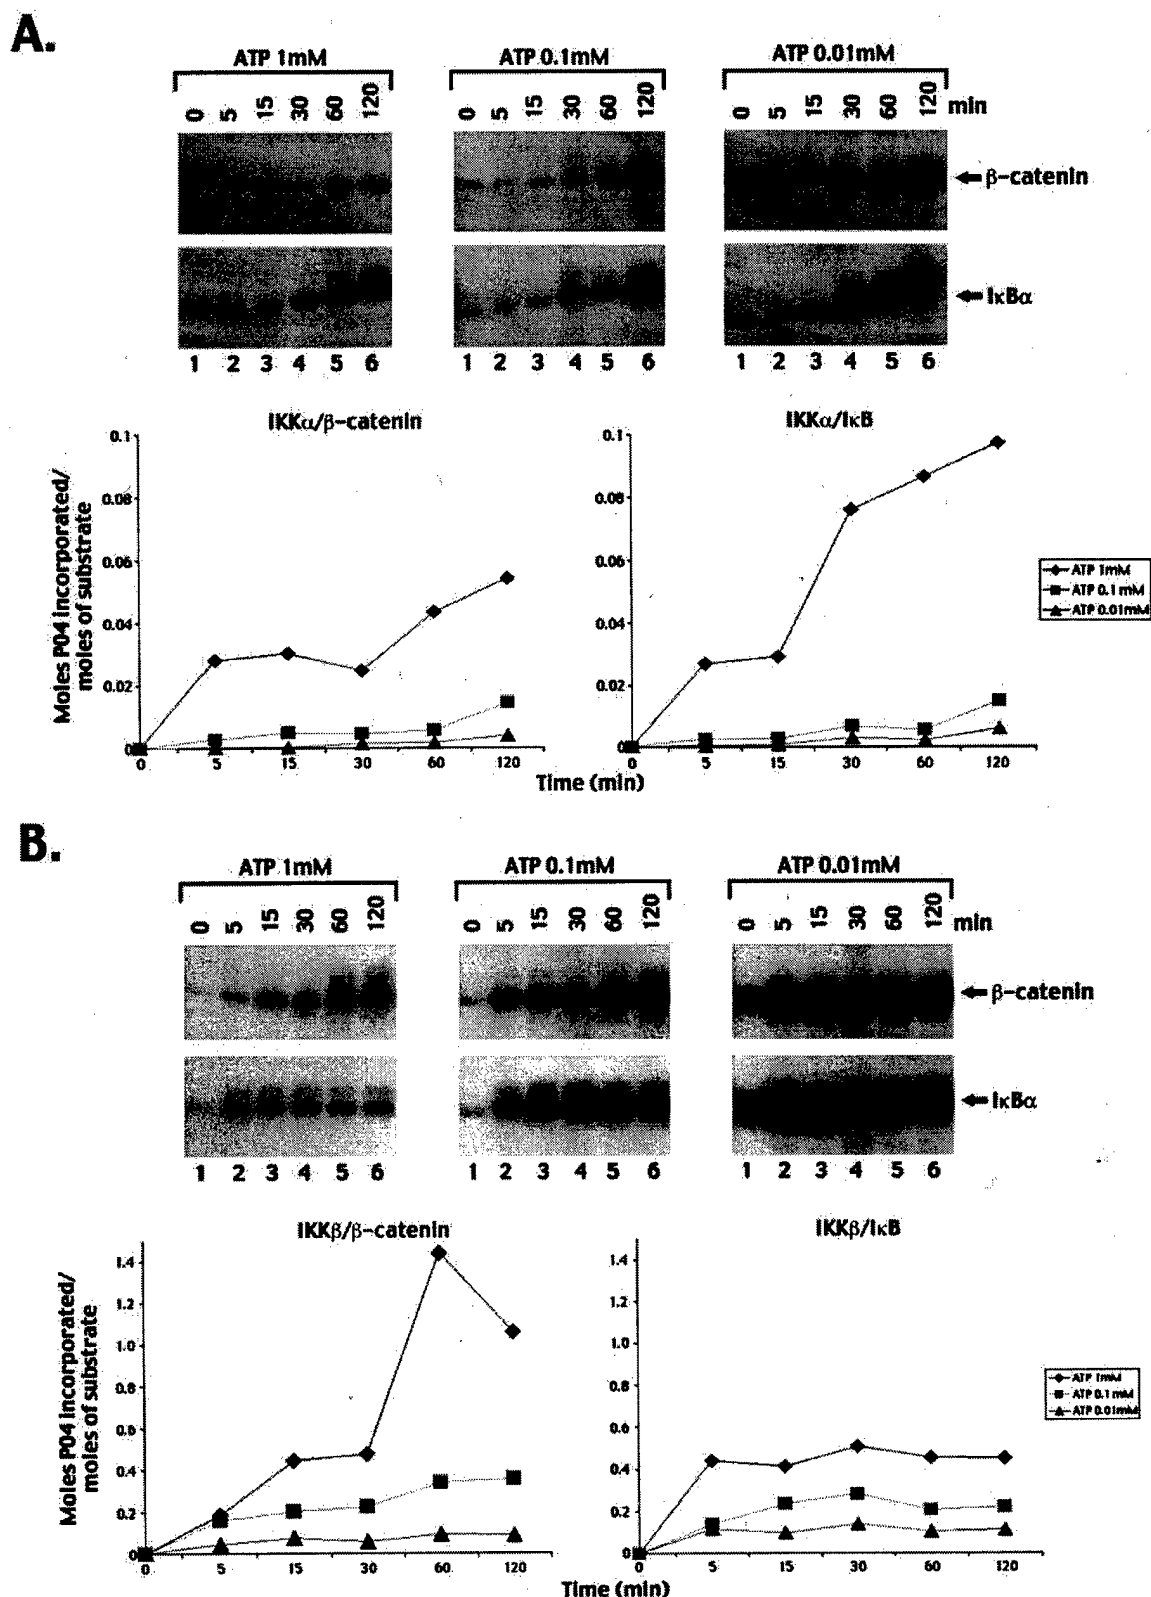 A.
ATP 1mM ATP 0.1mM ATP 0.01mM
0 5 15 30 60 120 0 5 15 30 60 120 0 5 15 30 60 120 min
β-catenin
IκBα
1 2 3 4 5 6 1 2 3 4 5 6 1 2 3 4 5 6
IKKα/β-catenin IKKα/IκB
Moles PO4 incorporated/
moles of substrate
0.1
0.08
0.06
0.04
0.02
0
0 5 15 30 60 120
0.1
0.08
0.06
0.04
0.02
0
0 5 15 30 60 120
ATP 1mM
ATP 0.1mM
ATP 0.01mM
Time (min)
B.
ATP 1mM ATP 0.1mM ATP 0.01mM
0 5 15 30 60 120 0 5 15 30 60 120 0 5 15 30 60 120 min
β-catenin
IκBα
1 2 3 4 5 6 1 2 3 4 5 6 1 2 3 4 5 6
IKKβ/β-catenin IKKβ/IκB
Moles PO4 incorporated/
moles of substrate
1.4
1.2
1.0
0.8
0.6
0.4
0.2
0
0 5 15 30 60 120
1.4
1.2
1.0
0.8
0.6
0.4
0.2
0
0 5 15 30 60 120
ATP 1mM
ATP 0.1mM
ATP 0.01mM
Time (min)